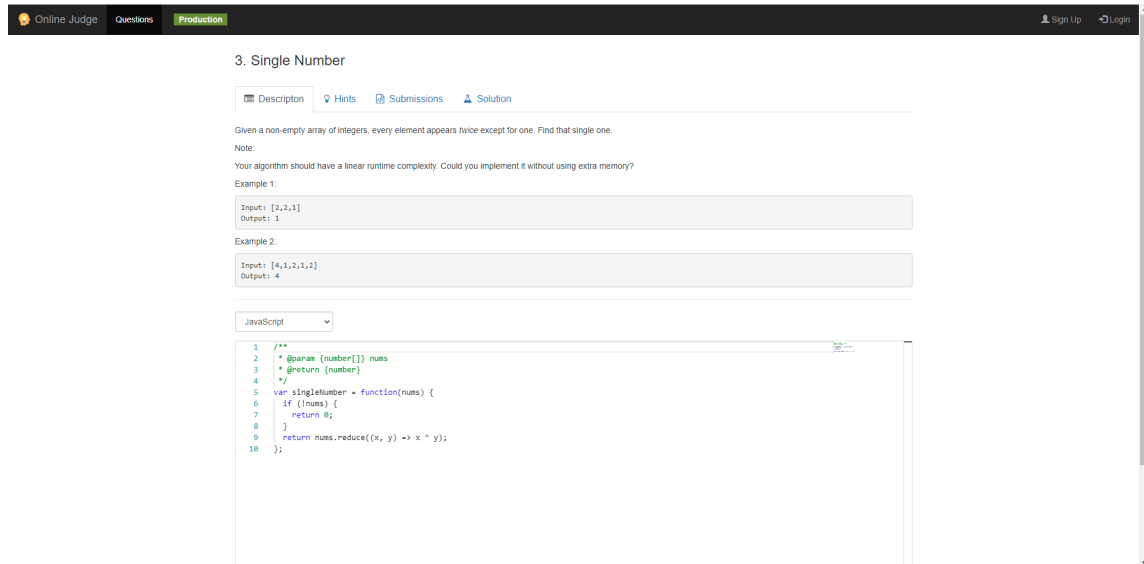 Online Judge Questions Production Sign Up Login
3. Single Number
Descripton Hints Submissions Solution
Given a non-empty array of integers, every element appears twice except for one. Find that single one.
Note:
Your algorithm should have a linear runtime complexity. Could you implement it without using extra memory?
Example 1:
Input: [2,2,1]
Output: 1
Example 2:
Input: [4,1,2,1,2]
Output: 4
JavaScript
1 /**
2 * @param {number[]} nums
3 * @return {number}
4 */
5 var singleNumber = function(nums) {
6 if (!nums) {
7 return 0;
8 }
9 return nums.reduce((x, y) => x ^ y);
10 };